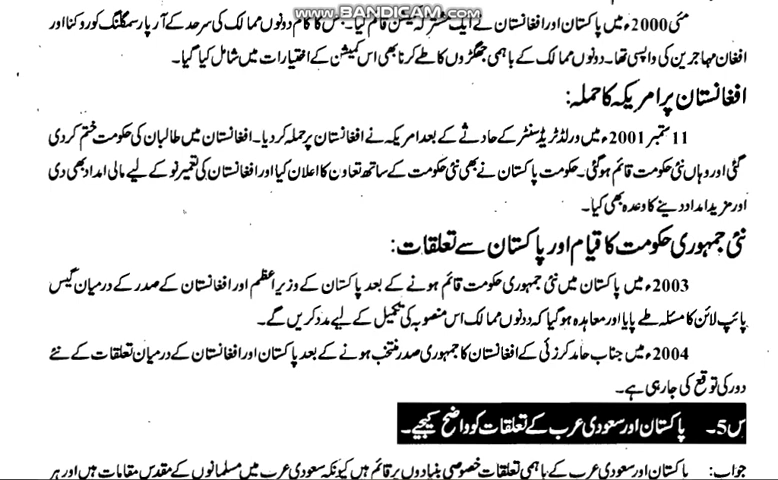 www.BANDICAM.com
مئی 2000ء میں پاکستان اور افغانستان نے ایک مشترکہ کمیشن قائم کیا۔ جس کا کام دونوں ممالک کی سرحد کے آر پار سمگلنگ کو روکنا اور
افغان مہاجرین کی واپسی تھا۔ دونوں ممالک کے باہمی جھگڑوں کا طے کرنا بھی اس کمیشن کے اختیارات میں شامل کیا گیا۔
افغانستان پر امریکہ کا حملہ:
11 ستمبر 2001ء میں ورلڈ ٹریڈ سنٹر کے حادثے کے بعد امریکہ نے افغانستان پر حملہ کر دیا۔ افغانستان میں طالبان کی حکومت ختم کر دی
گئی اور وہاں نئی حکومت قائم ہو گئی۔ حکومت پاکستان نے بھی نئی حکومت کے ساتھ تعاون کا اعلان کیا اور افغانستان کی تعمیر نو کے لیے مالی امداد بھی دی
اور مزید امداد دینے کا وعدہ بھی کیا۔
نئی جمہوری حکومت کا قیام اور پاکستان سے تعلقات:
2003ء میں پاکستان میں نئی جمہوری حکومت قائم ہونے کے بعد پاکستان کے وزیر اعظم اور افغانستان کے صدر کے درمیان گیس
پائپ لائن کا مسئلہ طے پایا اور معاہدہ ہو گیا کہ دونوں ممالک اس منصوبہ کی تکمیل کے لیے مدد کریں گے۔
2004ء میں جناب حامد کرزئی کے افغانستان کا جمہوری صدر منتخب ہونے کے بعد پاکستان اور افغانستان کے درمیان تعلقات کے نئے
دور کی توقع کی جا رہی ہے۔
س5۔ پاکستان اور سعودی عرب کے تعلقات کو واضح کیجیے۔
جواب: پاکستان اور سعودی عرب کے باہمی تعلقات خصوصی بنیادوں پر قائم ہیں کیونکہ سعودی عرب میں مسلمانوں کے مقدس مقامات ہیں اور ہر